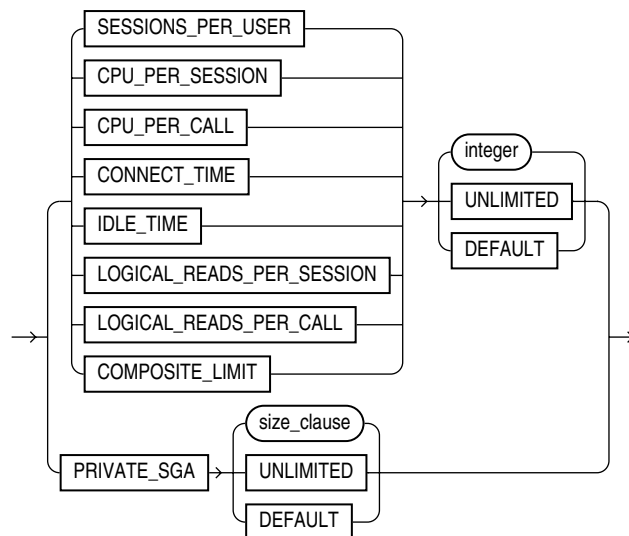 SESSIONS_PER_USER
CPU_PER_SESSION
CPU_PER_CALL
CONNECT_TIME
IDLE_TIME
LOGICAL_READS_PER_SESSION
LOGICAL_READS_PER_CALL
COMPOSITE_LIMIT
integer
UNLIMITED
DEFAULT
PRIVATE_SGA
size_clause
UNLIMITED
DEFAULT